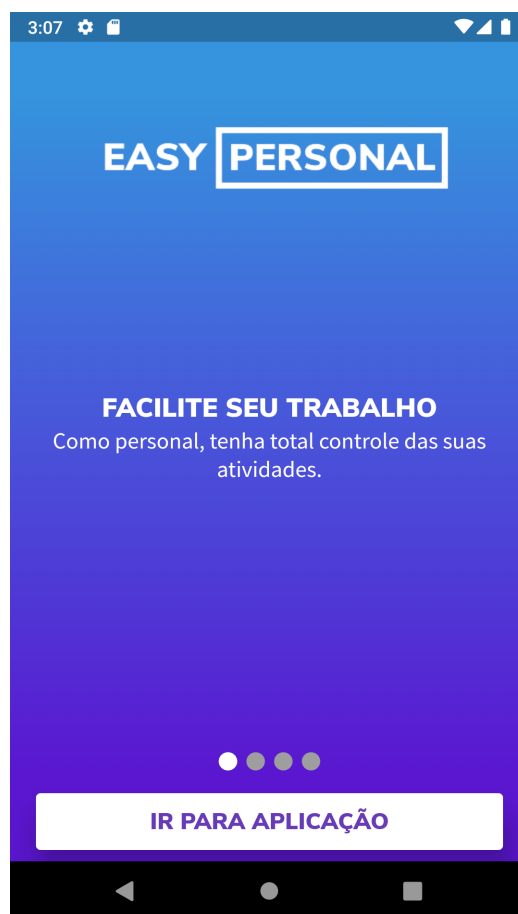 3:07
EASY PERSONAL
FACILITE SEU TRABALHO
Como personal, tenha total controle das suas
atividades.
IR PARA APLICAÇÃO